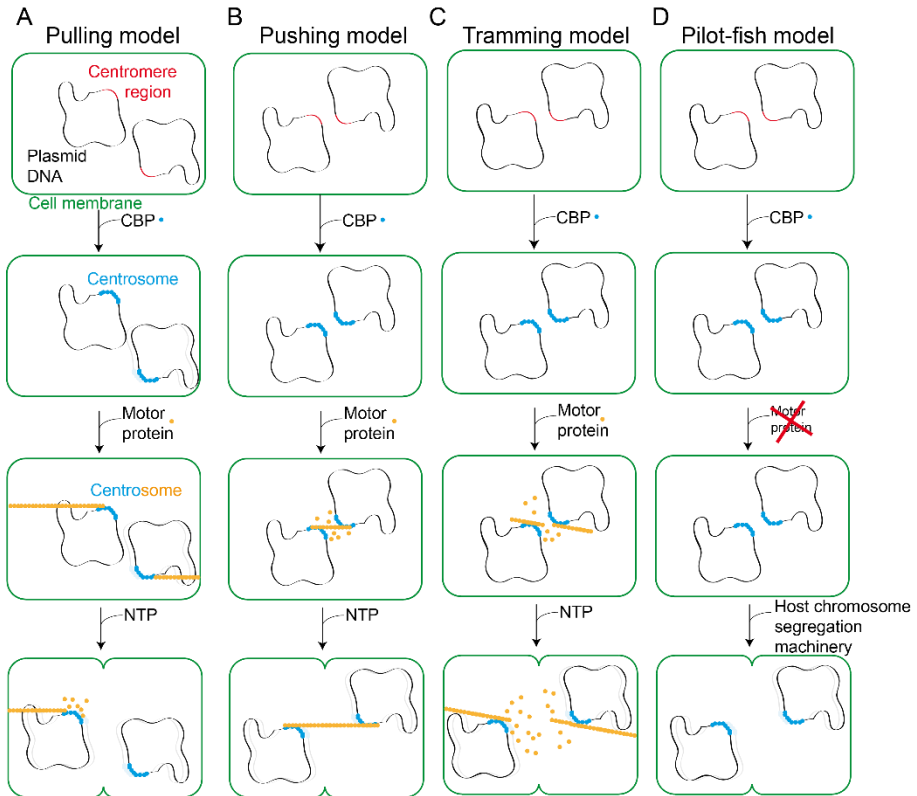 A
Pulling model
B
Pushing model
C
Tramming model
D
Pilot-fish model
Centromere
region
Plasmid
DNA
Cell membrane
CBP
CBP
CBP
CBP
Centrosome
Motor
protein
Motor
protein
Motor
protein
Motor
protein
Centrosome
NTP
NTP
NTP
Host chromosome
segregation
machinery